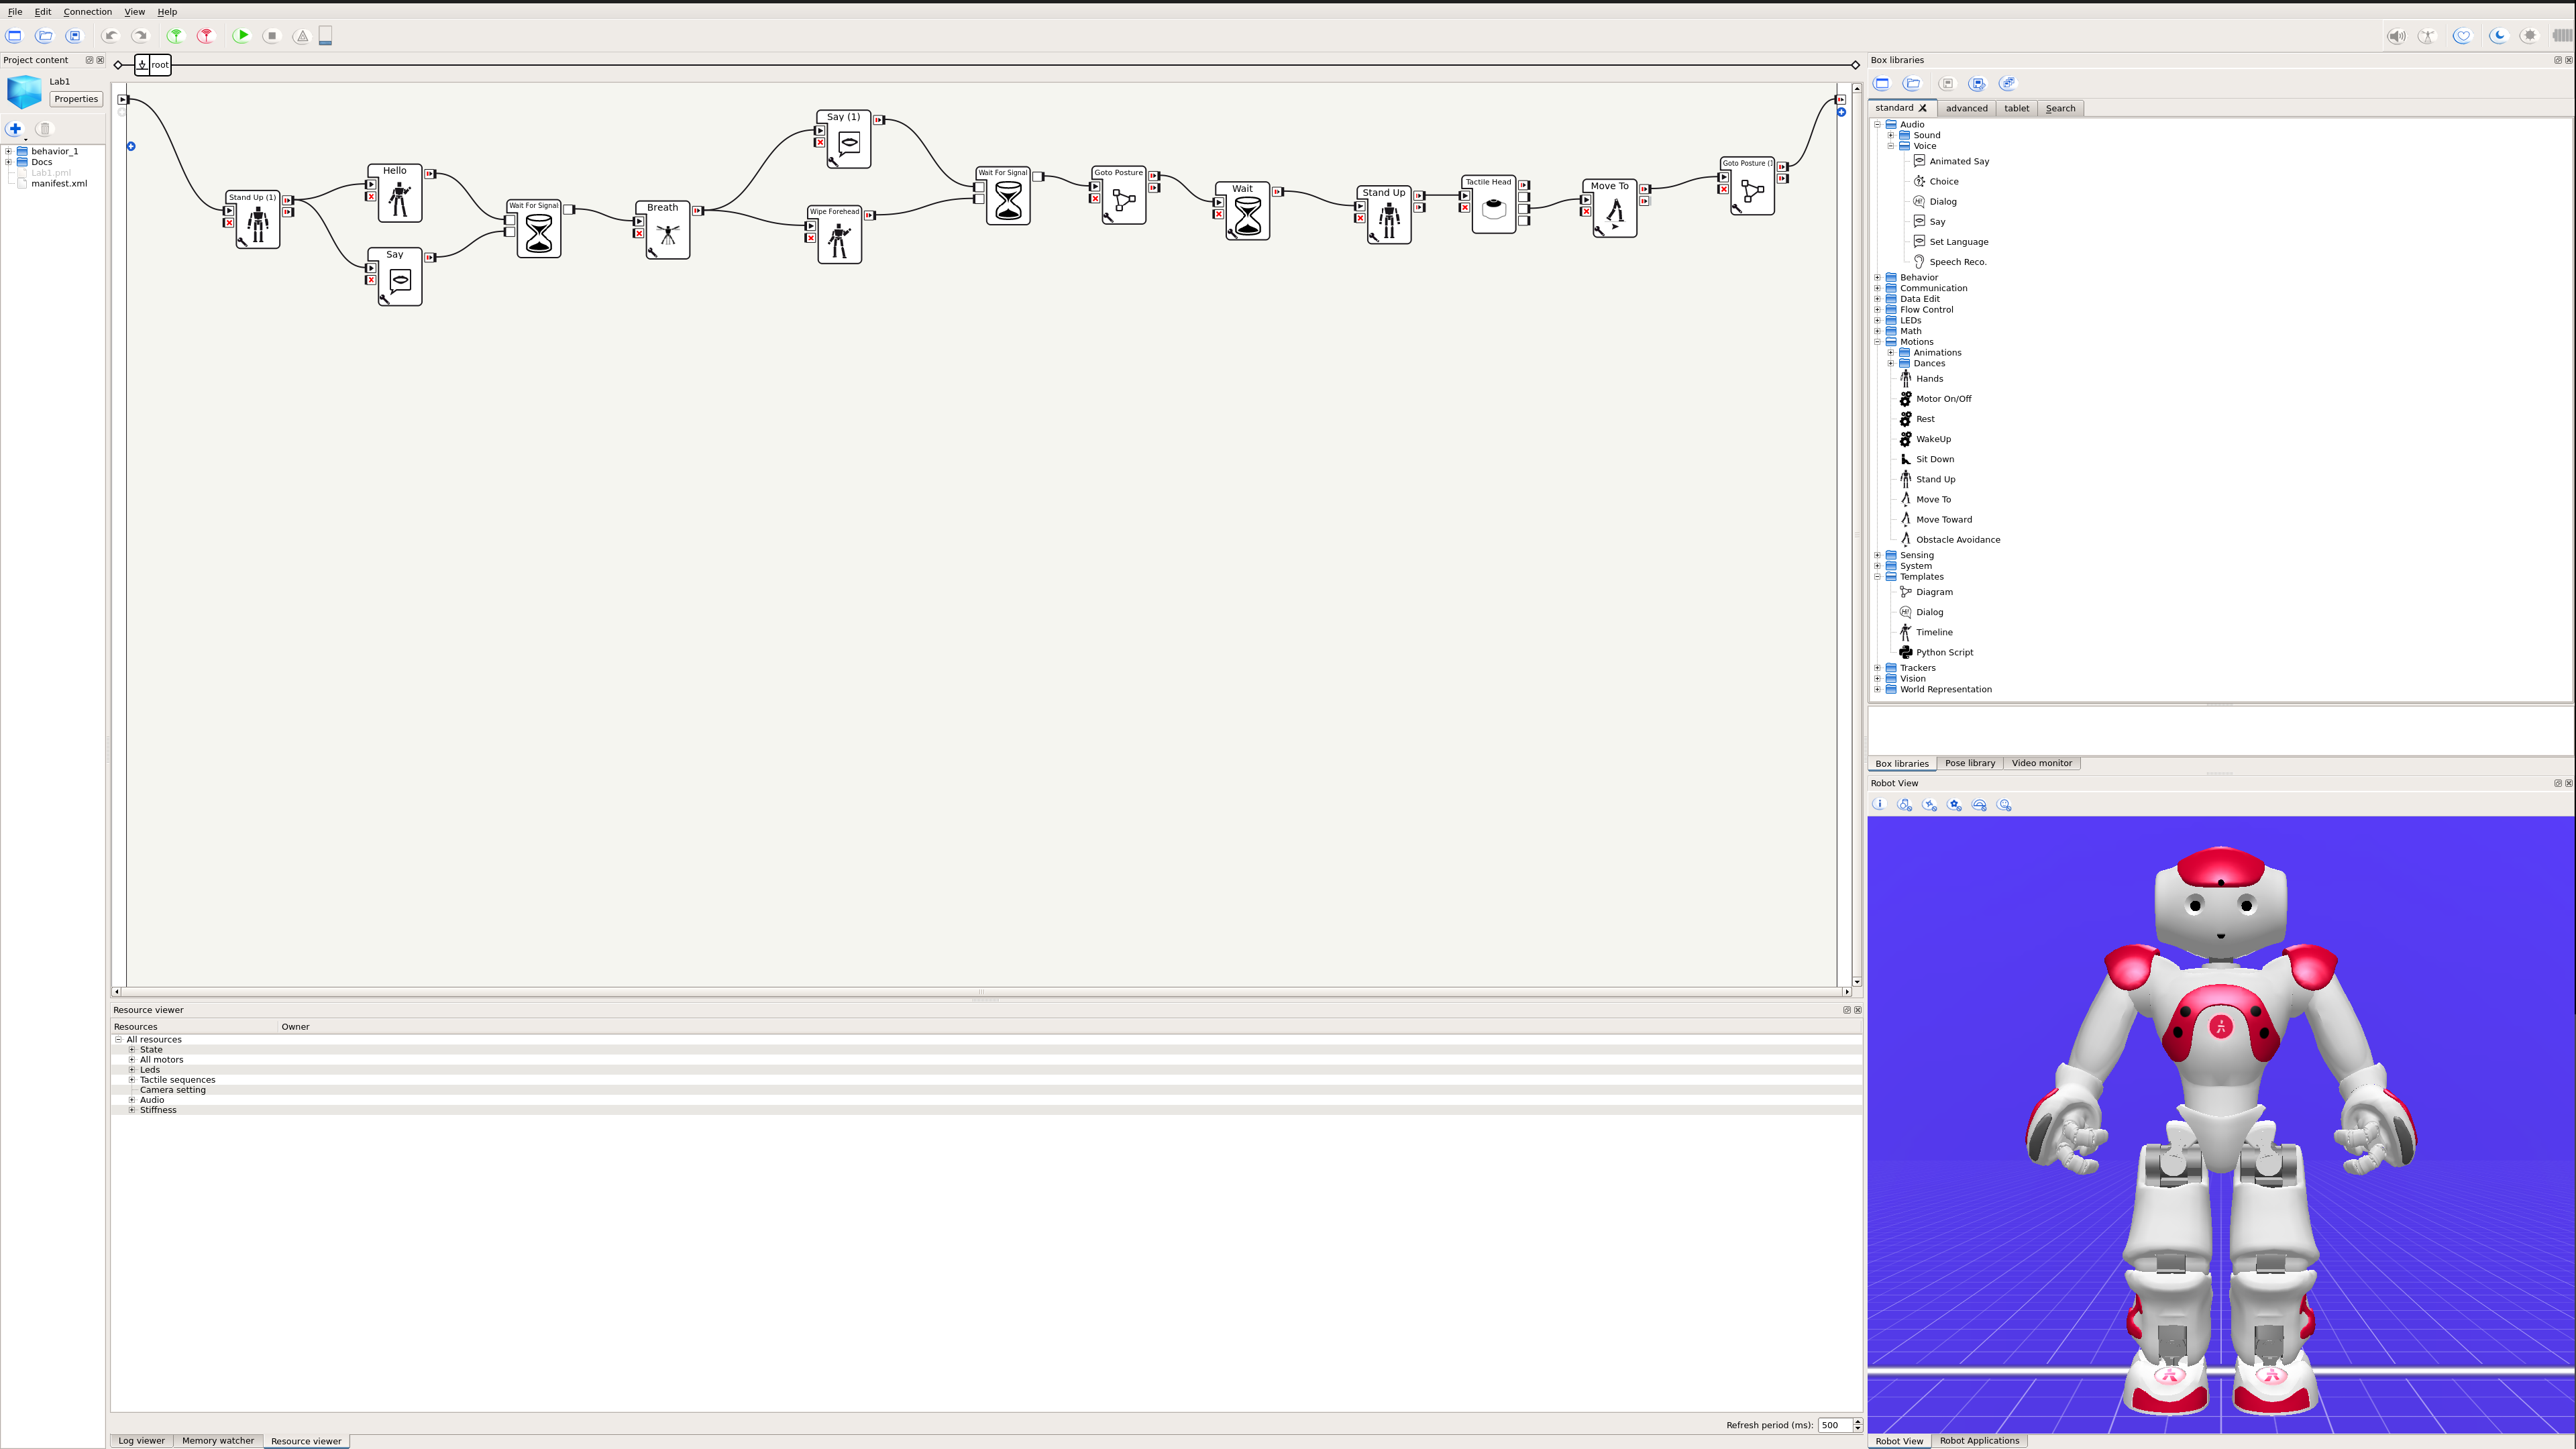 File Edit Connection View Help
Project content
Lab1
Properties
behavior_1
Docs
Lab1.pml
manifest.xml
root
Say (1)
Hello
Wait For Signal
Goto Posture
Goto Posture (1
Stand Up (1)
Wait For Signal
Breath
Wipe Forehead
Wait
Stand Up
Tactile Head
Move To
Say
Resource viewer
Resources Owner
All resources
State
All motors
Leds
Tactile sequences
Camera setting
Audio
Stiffness
Refresh period (ms): 500
Log viewer Memory watcher Resource viewer
Box libraries
standard advanced tablet Search
Audio
Sound
Voice
Animated Say
Choice
Dialog
Say
Set Language
Speech Reco.
Behavior
Communication
Data Edit
Flow Control
LEDs
Math
Motions
Animations
Dances
Hands
Motor On/Off
Rest
WakeUp
Sit Down
Stand Up
Move To
Move Toward
Obstacle Avoidance
Sensing
System
Templates
Diagram
Dialog
Timeline
Python Script
Trackers
Vision
World Representation
Box libraries Pose library Video monitor
Robot View
Robot View Robot Applications